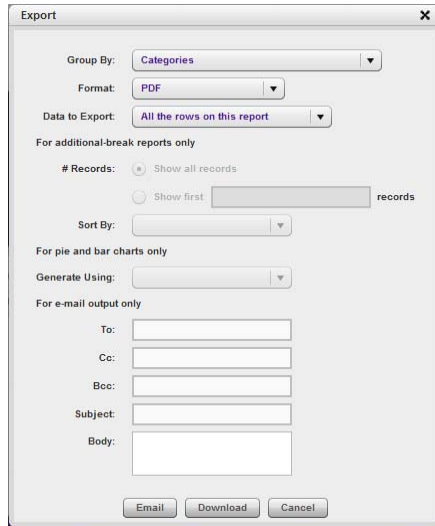 Export
Group By: Categories
Format: PDF
Data to Export: All the rows on this report
For additional-break reports only
# Records: Show all records
Show first records
Sort By:
For pie and bar charts only
Generate Using:
For e-mail output only
To:
Cc:
Bcc:
Subject:
Body:
Email Download Cancel